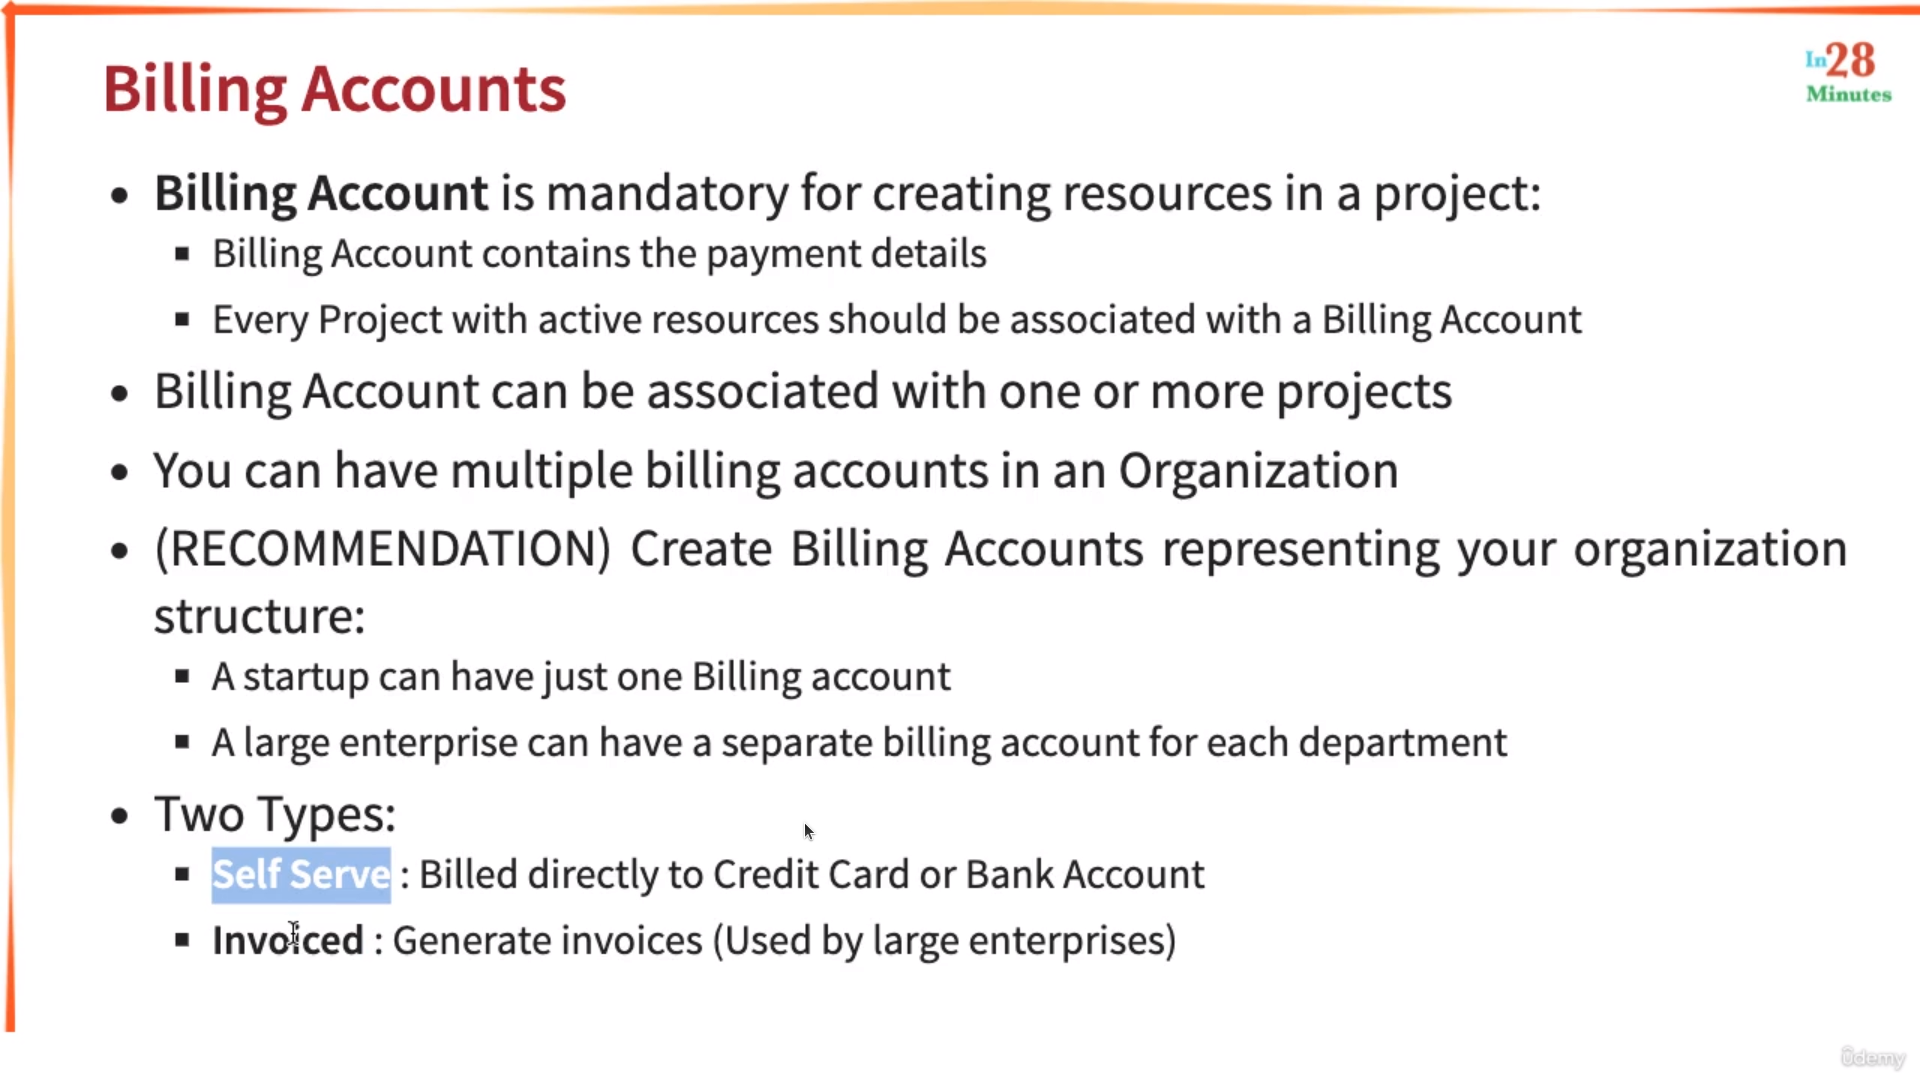 Billing Accounts
In28
Minutes
• Billing Account is mandatory for creating resources in a project:
▪ Billing Account contains the payment details
▪ Every Project with active resources should be associated with a Billing Account
• Billing Account can be associated with one or more projects
• You can have multiple billing accounts in an Organization
• (RECOMMENDATION) Create Billing Accounts representing your organization
structure:
▪ A startup can have just one Billing account
▪ A large enterprise can have a separate billing account for each department
• Two Types:
▪ Self Serve : Billed directly to Credit Card or Bank Account
▪ Invoiced : Generate invoices (Used by large enterprises)
ûdemy